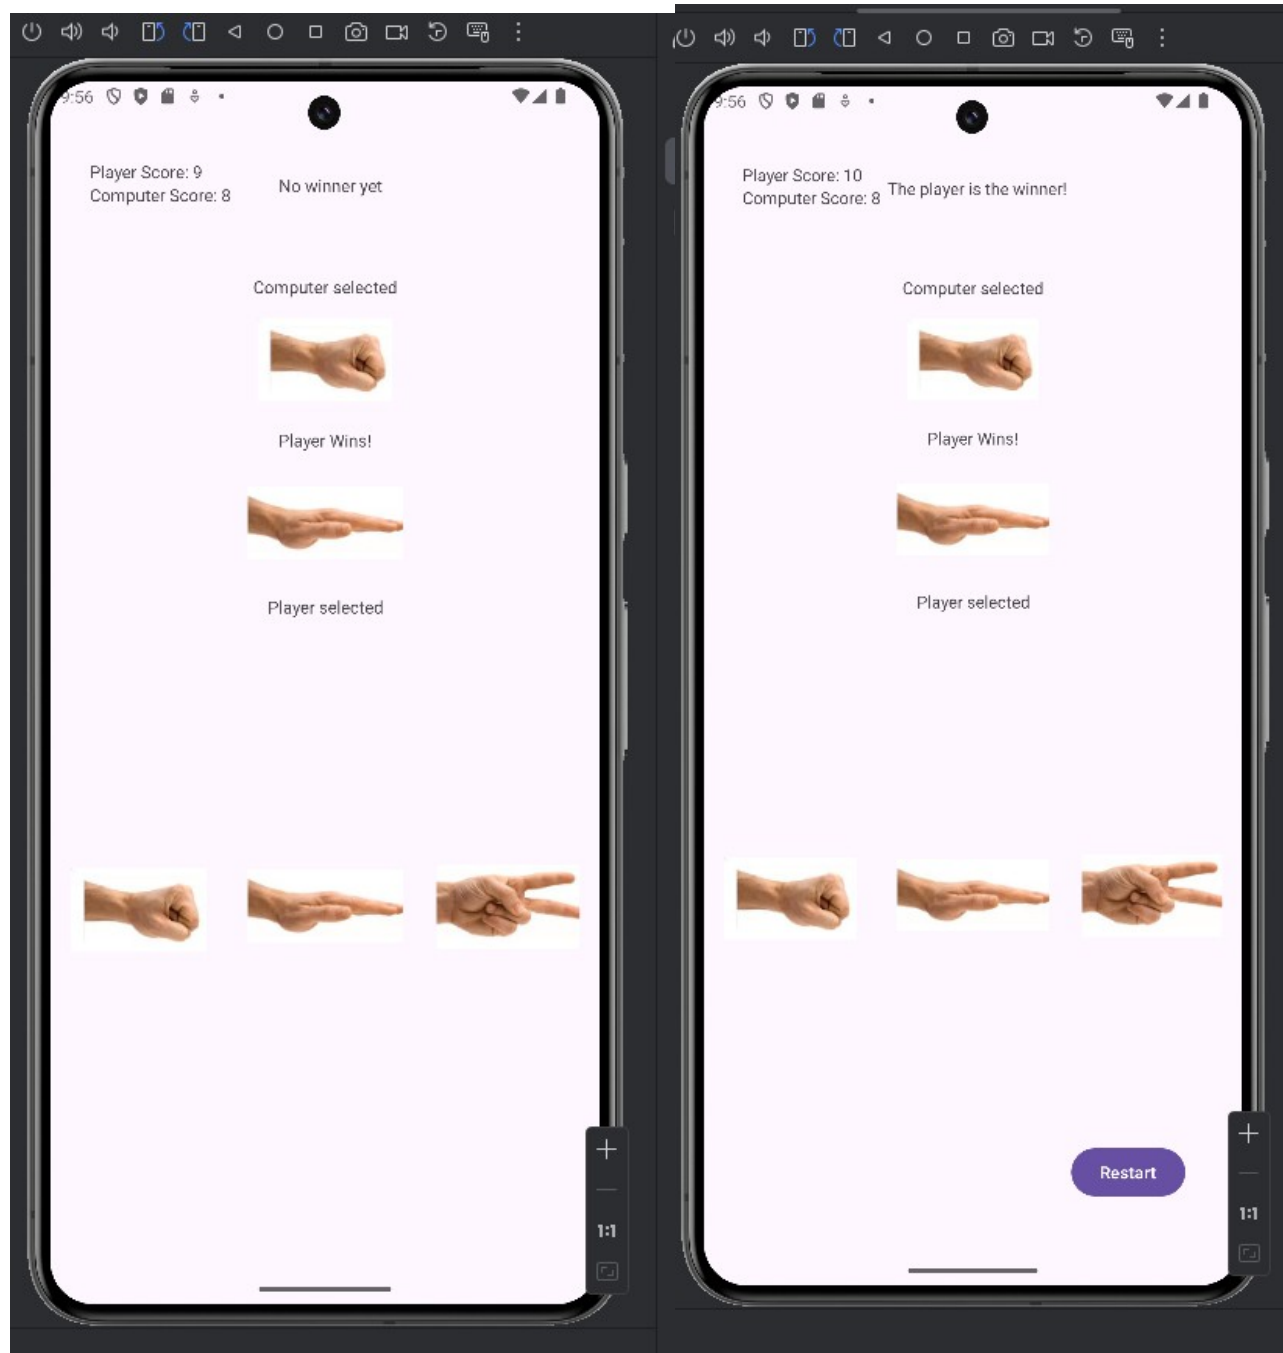 9:56
Player Score: 9
Computer Score: 8
No winner yet
Computer selected
Player Wins!
Player selected
1:1
9:56
Player Score: 10
Computer Score: 8
The player is the winner!
Computer selected
Player Wins!
Player selected
Restart
1:1